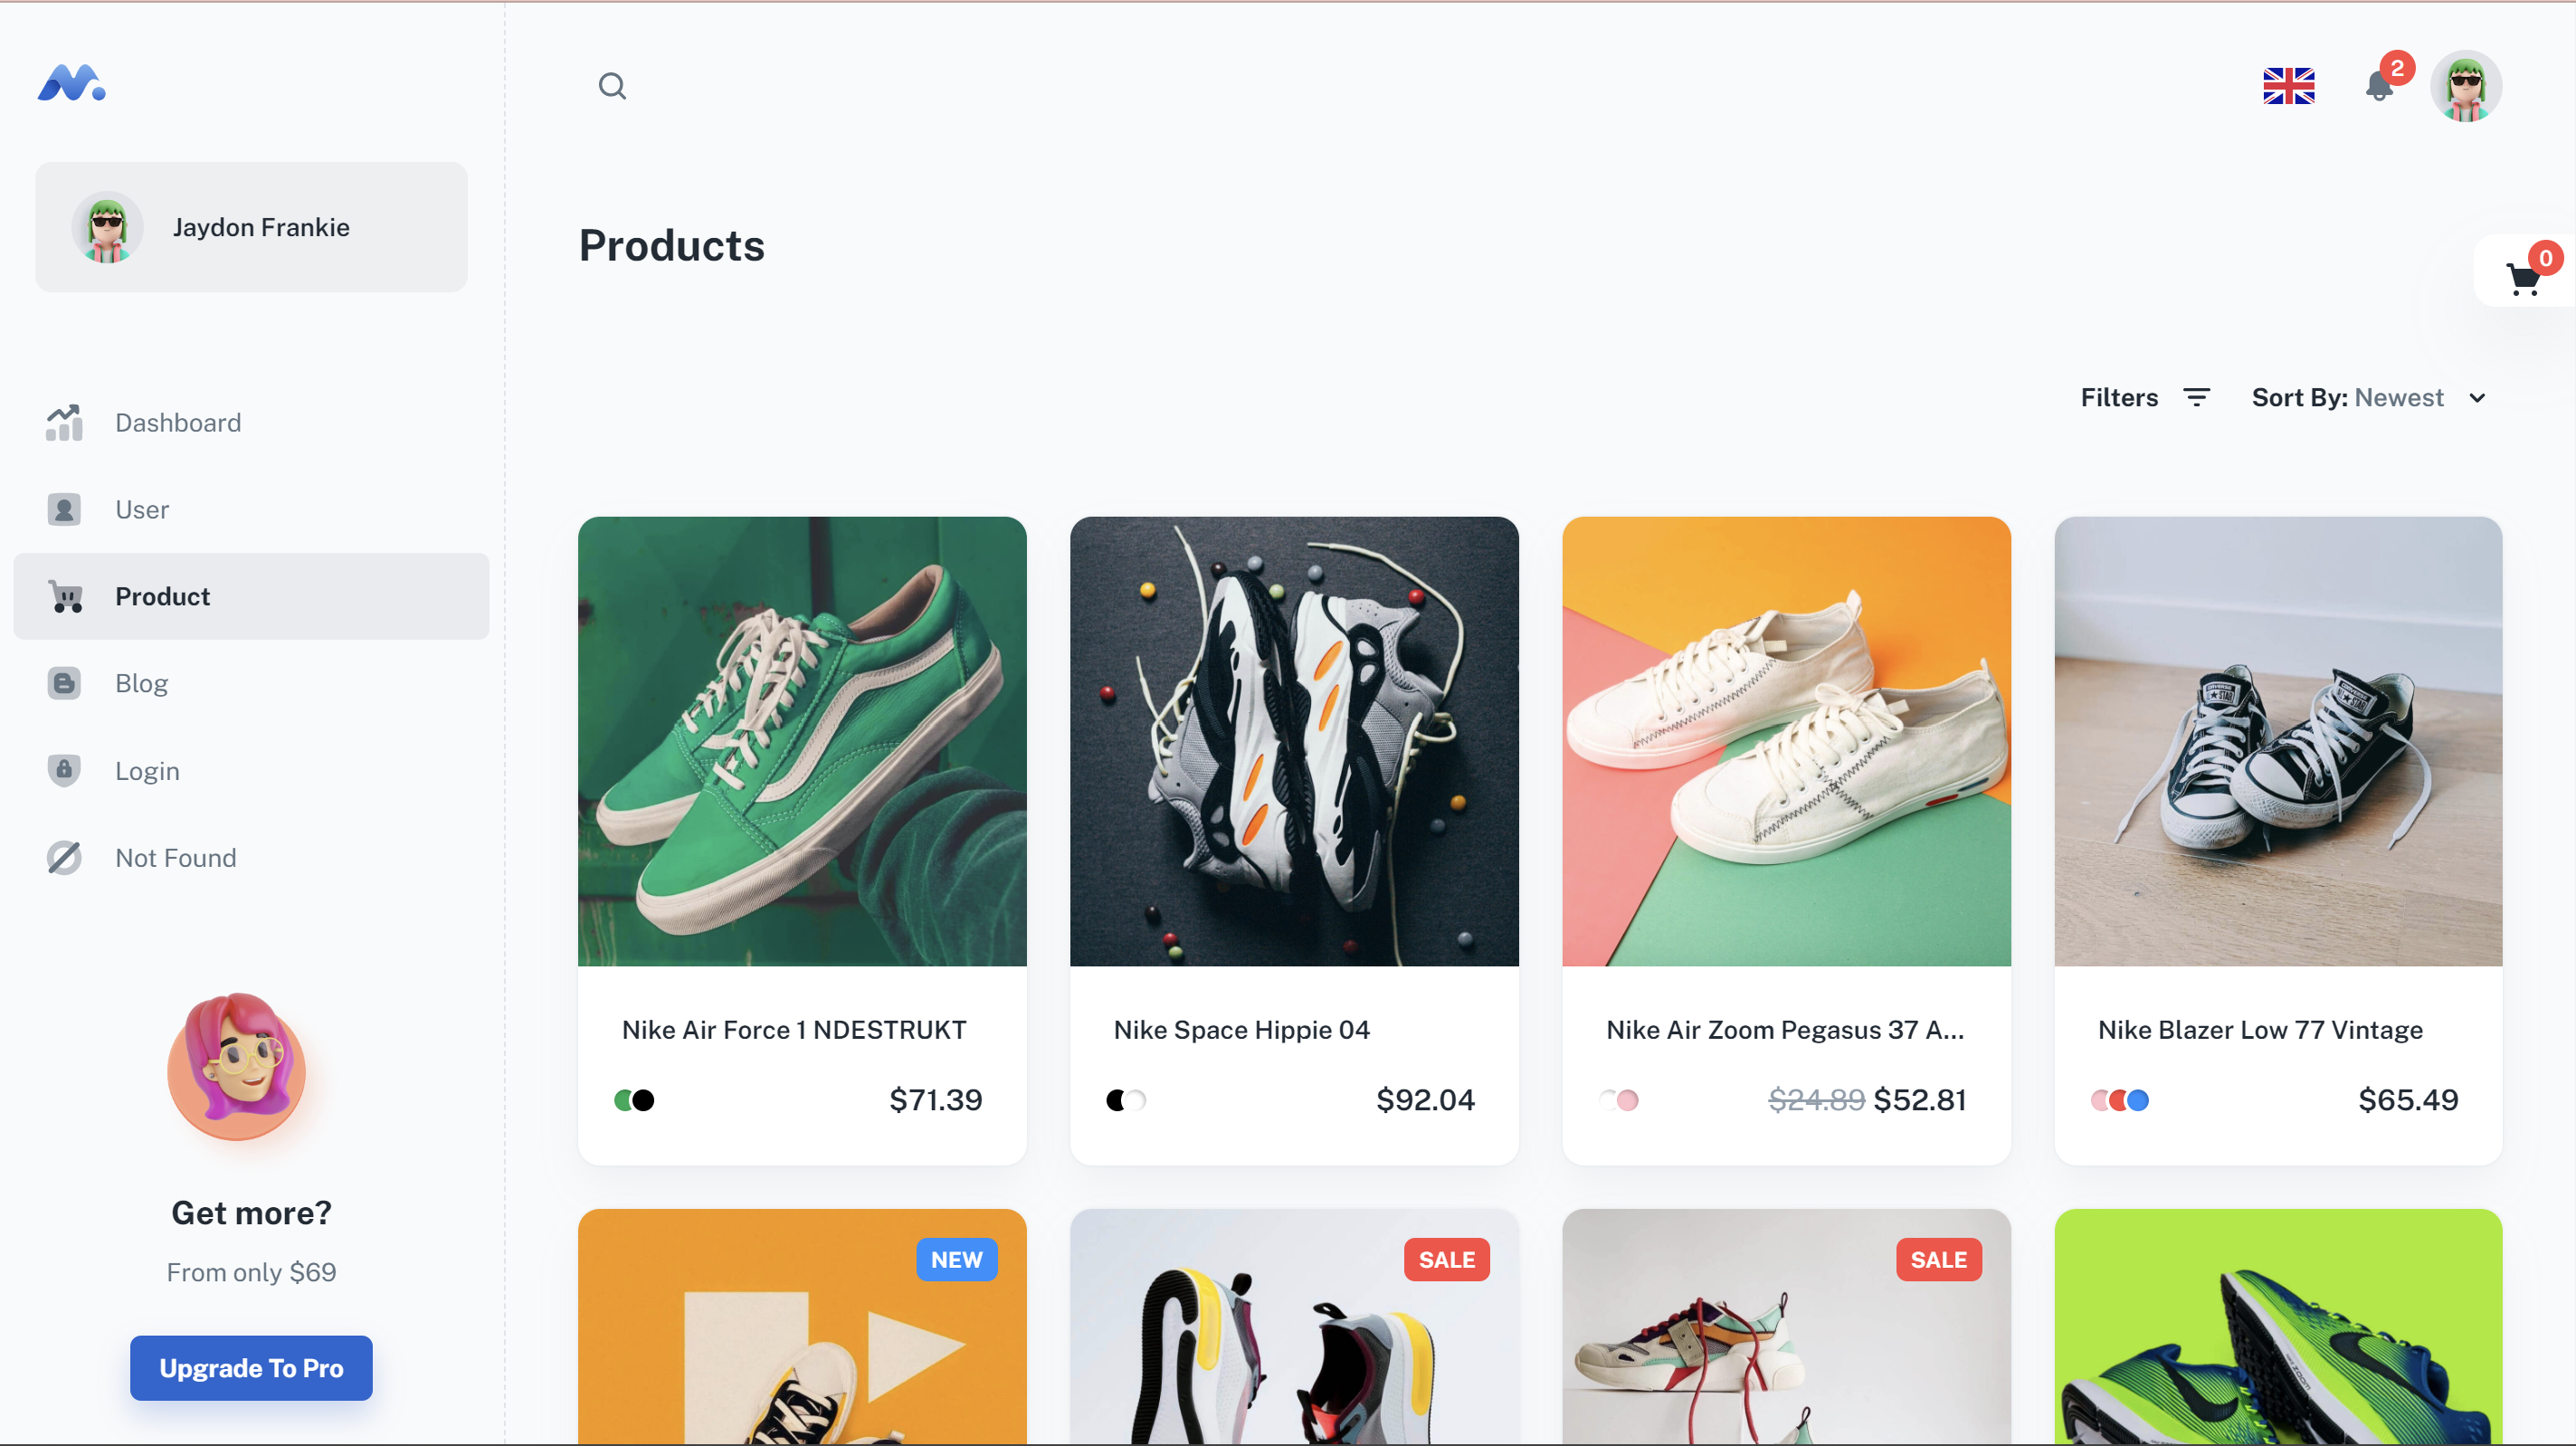 2
Jaydon Frankie
Products
0
Filters
Sort By: Newest
Dashboard
User
Product
Blog
Login
Not Found
Nike Air Force 1 NDESTRUKT
$71.39
Nike Space Hippie 04
$92.04
Nike Air Zoom Pegasus 37 A...
$24.89 $52.81
Nike Blazer Low 77 Vintage
$65.49
NEW
SALE
SALE
Get more?
From only $69
Upgrade To Pro